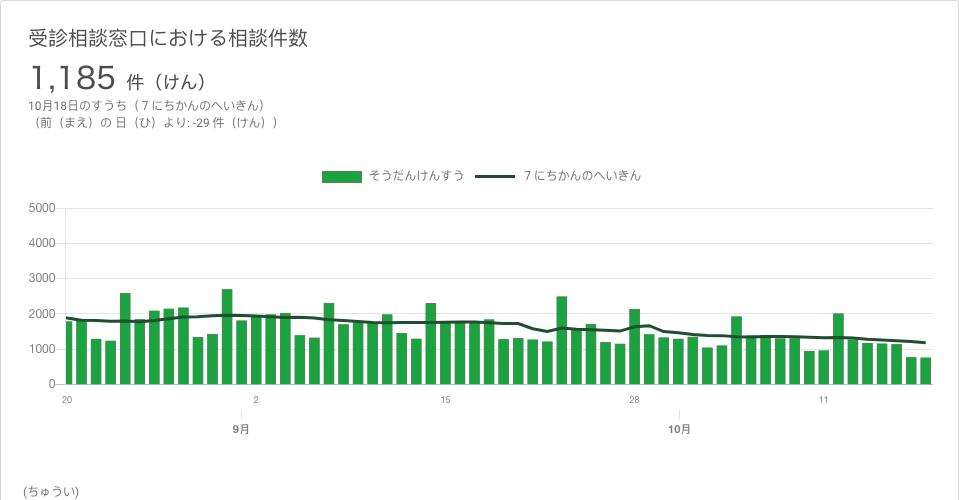 受診相談窓口における相談件数
1,185 件（けん）
10月18日のすうち（７にちかんのへいきん）
（前（まえ）の 日（ひ）より: -29 件（けん））
そうだんけんすう　７にちかんのへいきん
5000
4000
3000
2000
1000
0
20 2 15 28 11
9月 10月
(ちゅうい)